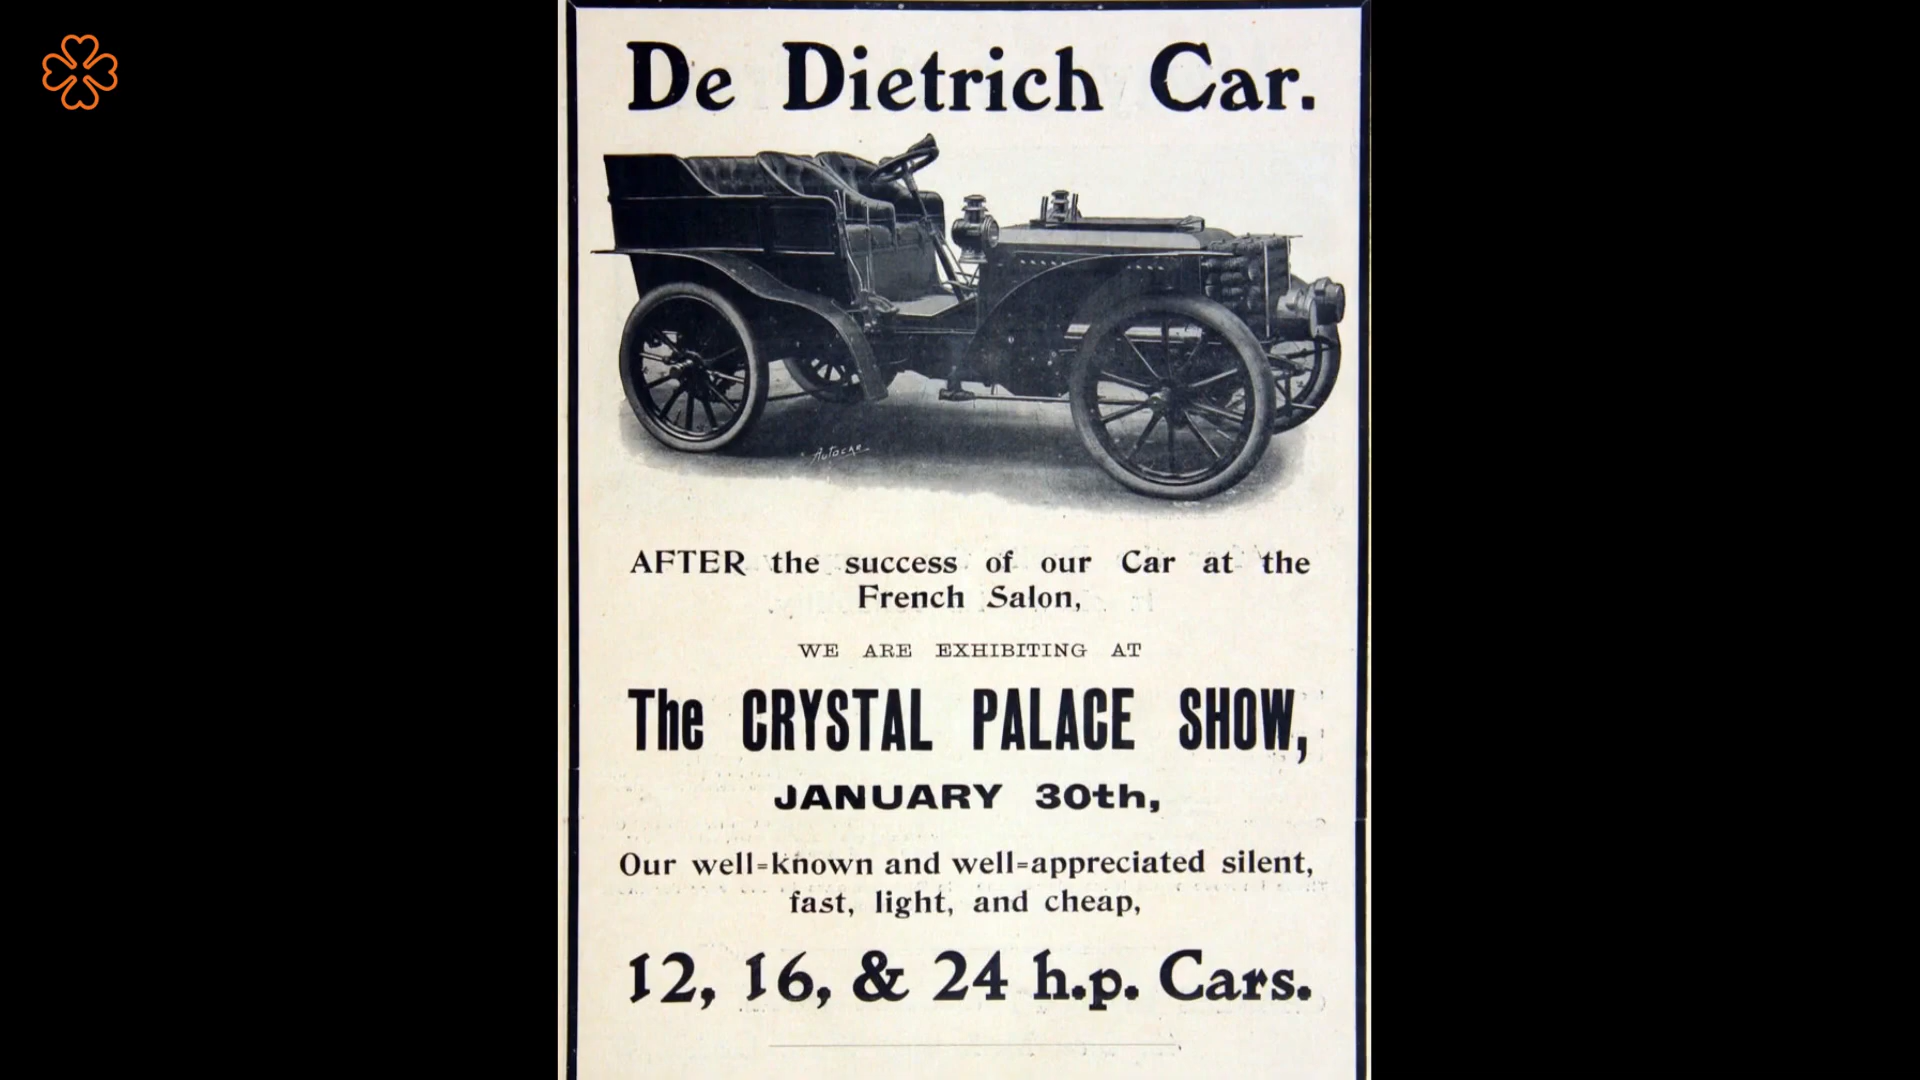 De Dietrich Car.
AFTER the success of our Car at the
French Salon,
WE ARE EXHIBITING AT
The CRYSTAL PALACE SHOW,
JANUARY 30th,
Our well=known and well=appreciated silent,
fast, light, and cheap,
12, 16, & 24 h.p. Cars.